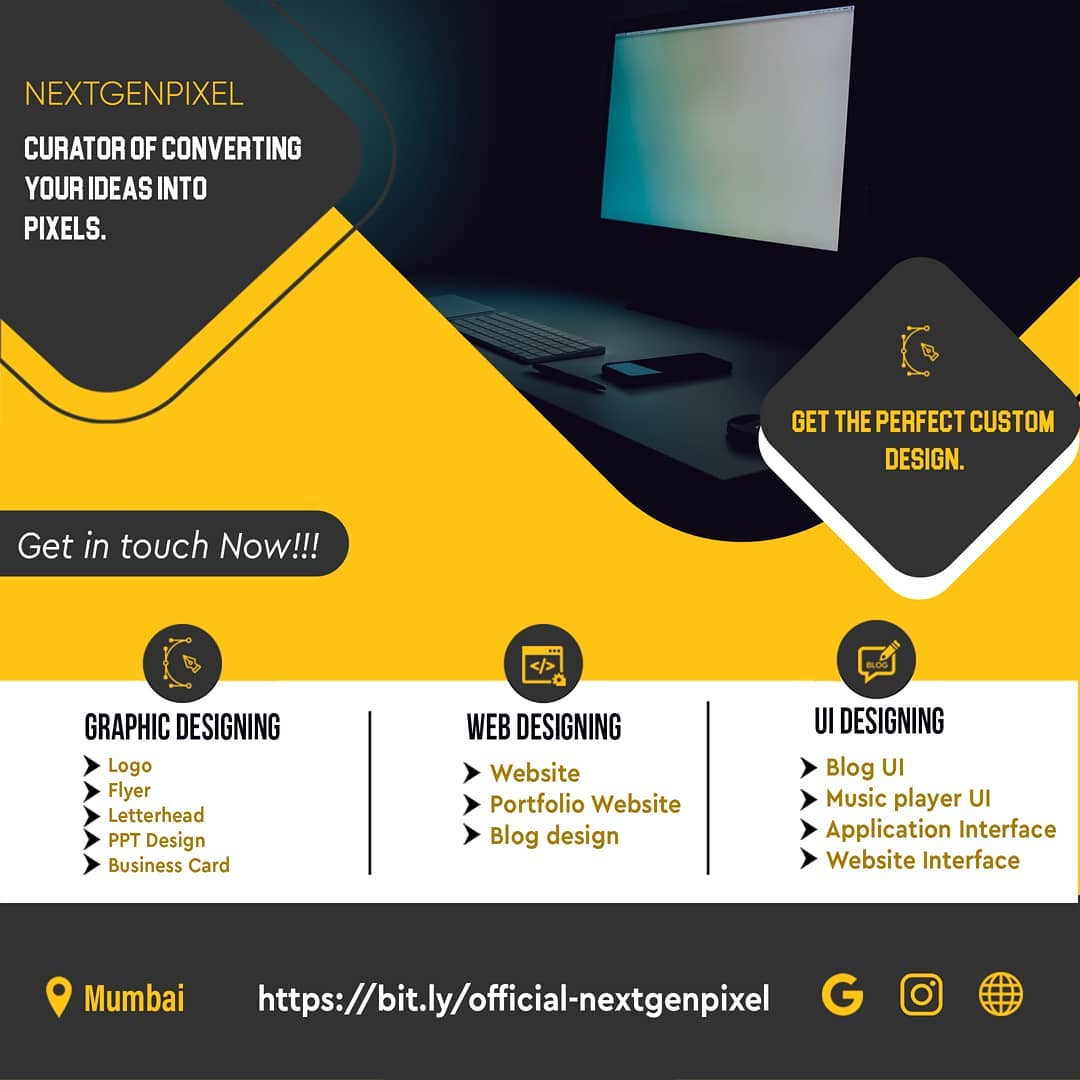 NEXTGENPIXEL
CURATOR OF CONVERTING
YOUR IDEAS INTO
PIXELS.
GET THE PERFECT CUSTOM
DESIGN.
Get in touch Now!!!
GRAPHIC DESIGNING
Logo
Flyer
Letterhead
PPT Design
Business Card
WEB DESIGNING
Website
Portfolio Website
Blog design
BLOG
UI DESIGNING
Blog UI
Music player UI
Application Interface
Website Interface
Mumbai
https://bit.ly/official-nextgenpixel